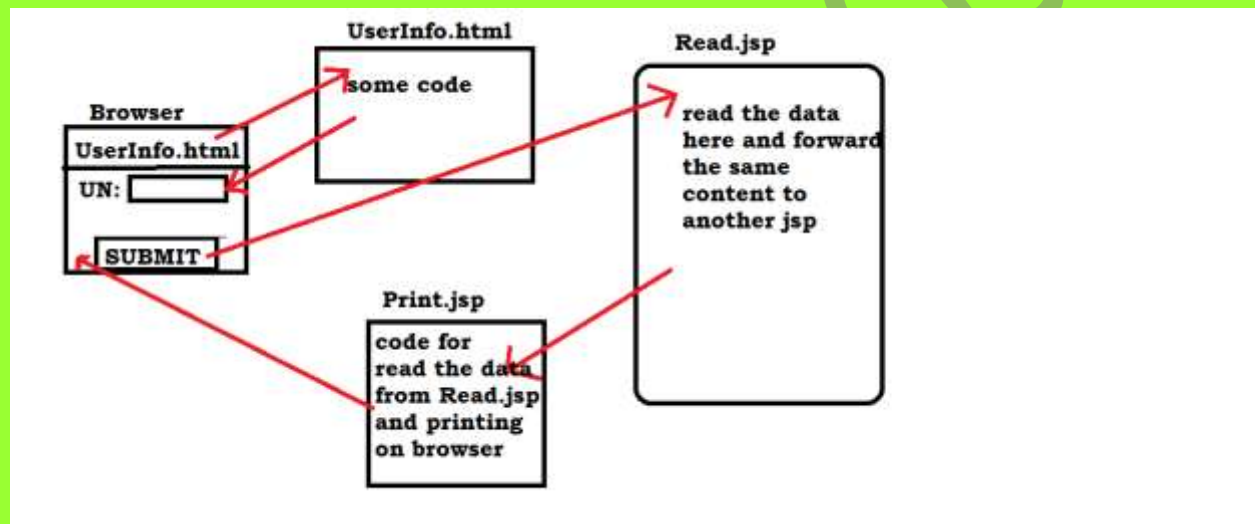 UserInfo.html
some code
Read.jsp
read the data
here and forward
the same
content to
another jsp
Browser
UserInfo.html
UN:
SUBMIT
Print.jsp
code for
read the data
from Read.jsp
and printing
on browser